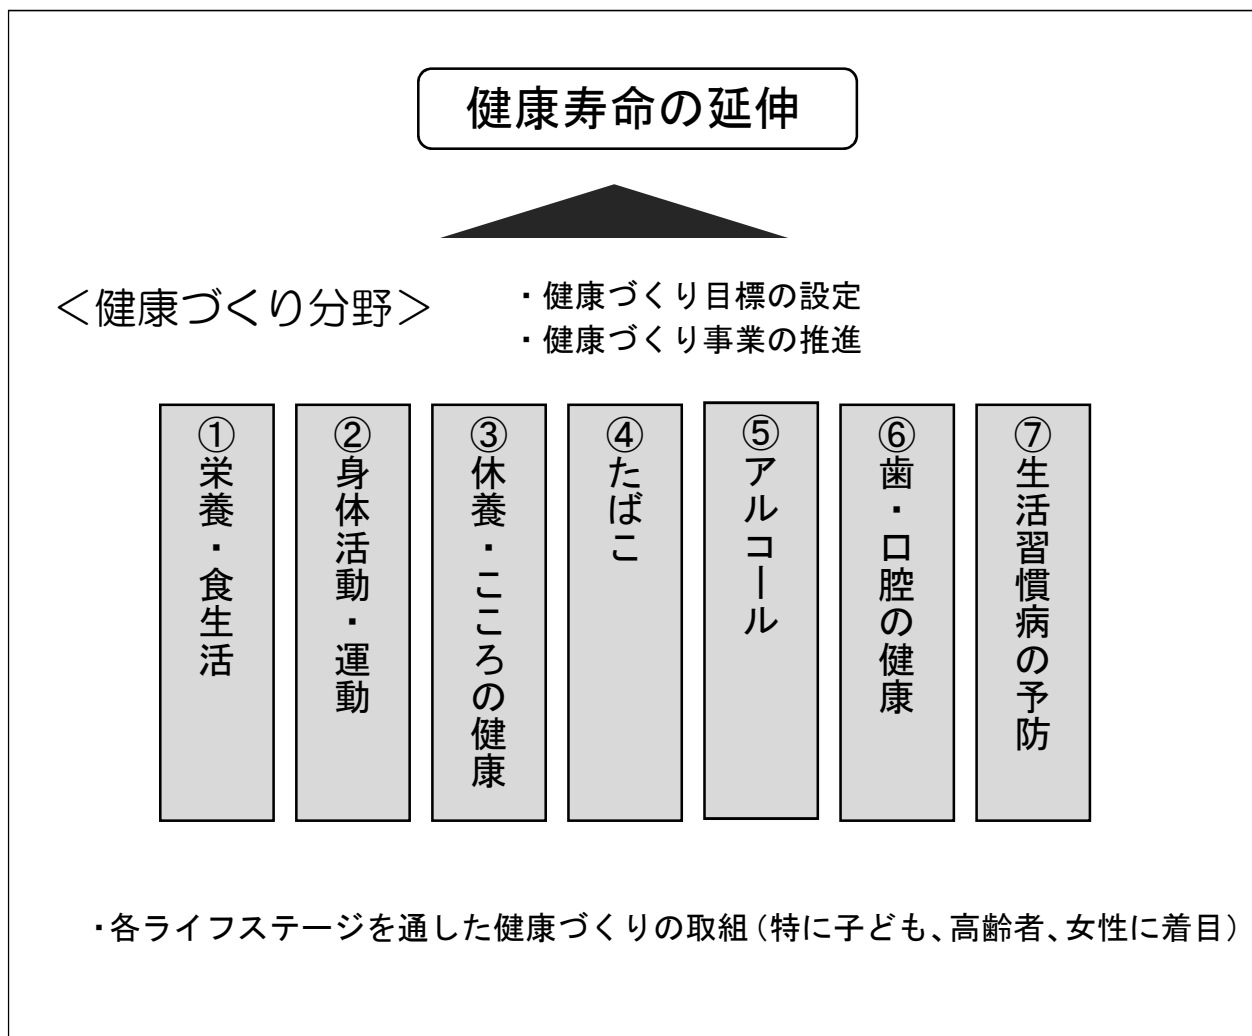 健康寿命の延伸
＜健康づくり分野＞
・健康づくり目標の設定
・健康づくり事業の推進
①栄養・食生活
②身体活動・運動
③休養・こころの健康
④たばこ
⑤アルコール
⑥歯・口腔の健康
⑦生活習慣病の予防
・各ライフステージを通した健康づくりの取組（特に子ども、高齢者、女性に着目）